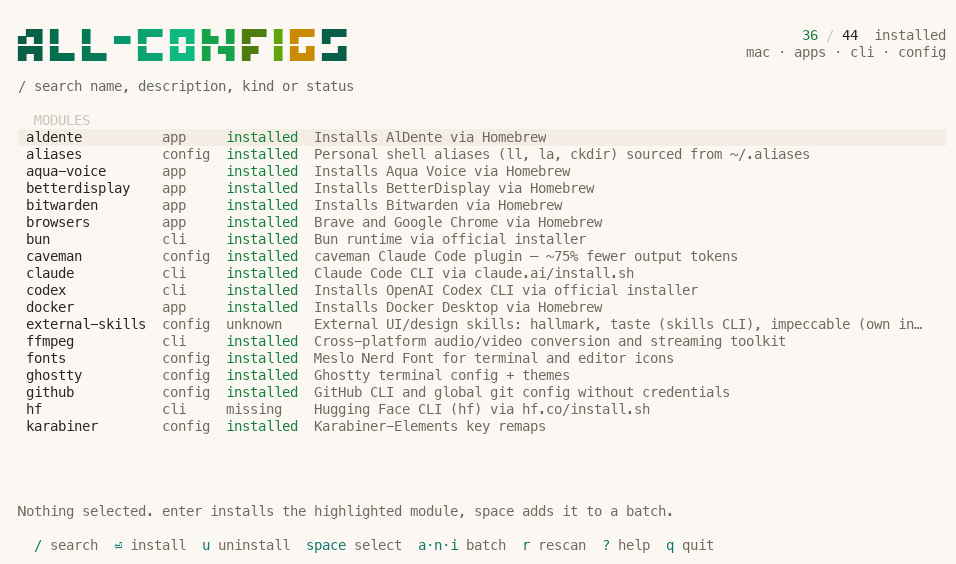 ALL-CONFIGS
36 / 44 installed
mac · apps · cli · config
/ search name, description, kind or status
MODULES
aldente app installed Installs AlDente via Homebrew
aliases config installed Personal shell aliases (ll, la, ckdir) sourced from ~/.aliases
aqua-voice app installed Installs Aqua Voice via Homebrew
betterdisplay app installed Installs BetterDisplay via Homebrew
bitwarden app installed Installs Bitwarden via Homebrew
browsers app installed Brave and Google Chrome via Homebrew
bun cli installed Bun runtime via official installer
caveman config installed caveman Claude Code plugin — ~75% fewer output tokens
claude cli installed Claude Code CLI via claude.ai/install.sh
codex cli installed Installs OpenAI Codex CLI via official installer
docker app installed Installs Docker Desktop via Homebrew
external-skills config unknown External UI/design skills: hallmark, taste (skills CLI), impeccable (own in…
ffmpeg cli installed Cross-platform audio/video conversion and streaming toolkit
fonts config installed Meslo Nerd Font for terminal and editor icons
ghostty config installed Ghostty terminal config + themes
github config installed GitHub CLI and global git config without credentials
hf cli missing Hugging Face CLI (hf) via hf.co/install.sh
karabiner config installed Karabiner-Elements key remaps
Nothing selected. enter installs the highlighted module, space adds it to a batch.
/ search ⏎ install u uninstall space select a·n·i batch r rescan ? help q quit